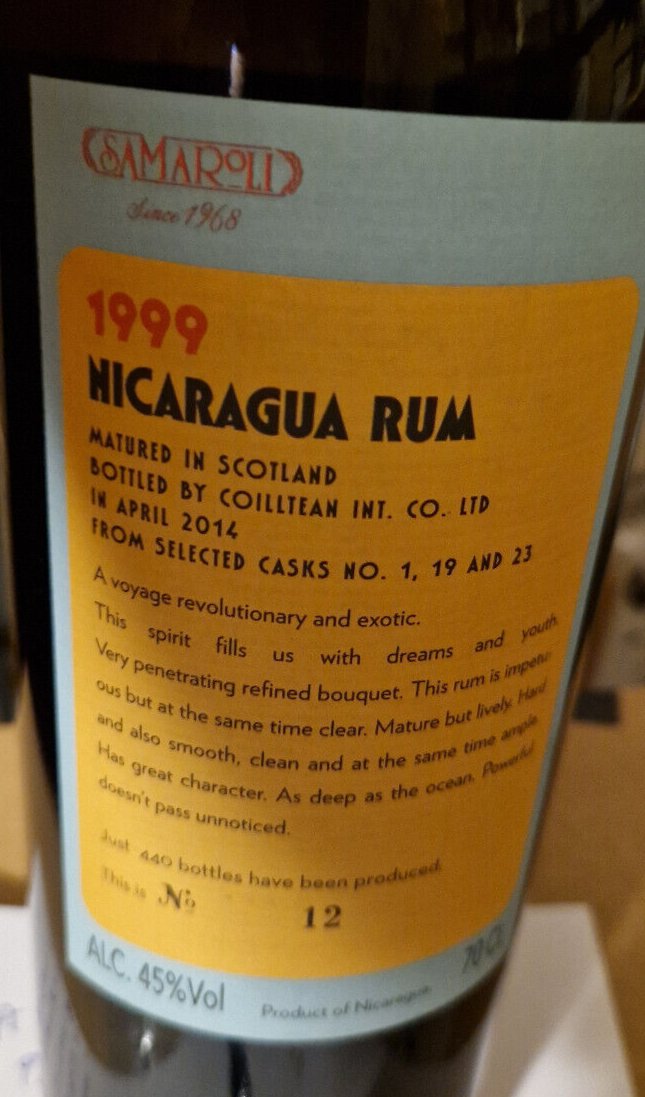 SAMAROLI
Since 1968
1999
NICARAGUA RUM
MATURED IN SCOTLAND
BOTTLED BY COILLTEAN INT. CO. LTD
IN APRIL 2014
FROM SELECTED CASKS NO. 1, 19 AND 23
A voyage revolutionary and exotic.
This spirit fills us with dreams and youth.
Very penetrating refined bouquet. This rum is impetu-
ous but at the same time clear. Mature but lively. Hard
and also smooth, clean and at the same time ample.
Has great character. As deep as the ocean. Powerful
doesn't pass unnoticed.
Just 440 bottles have been produced.
This is No 12
ALC. 45%Vol
Product of Nicaragua
70 CL